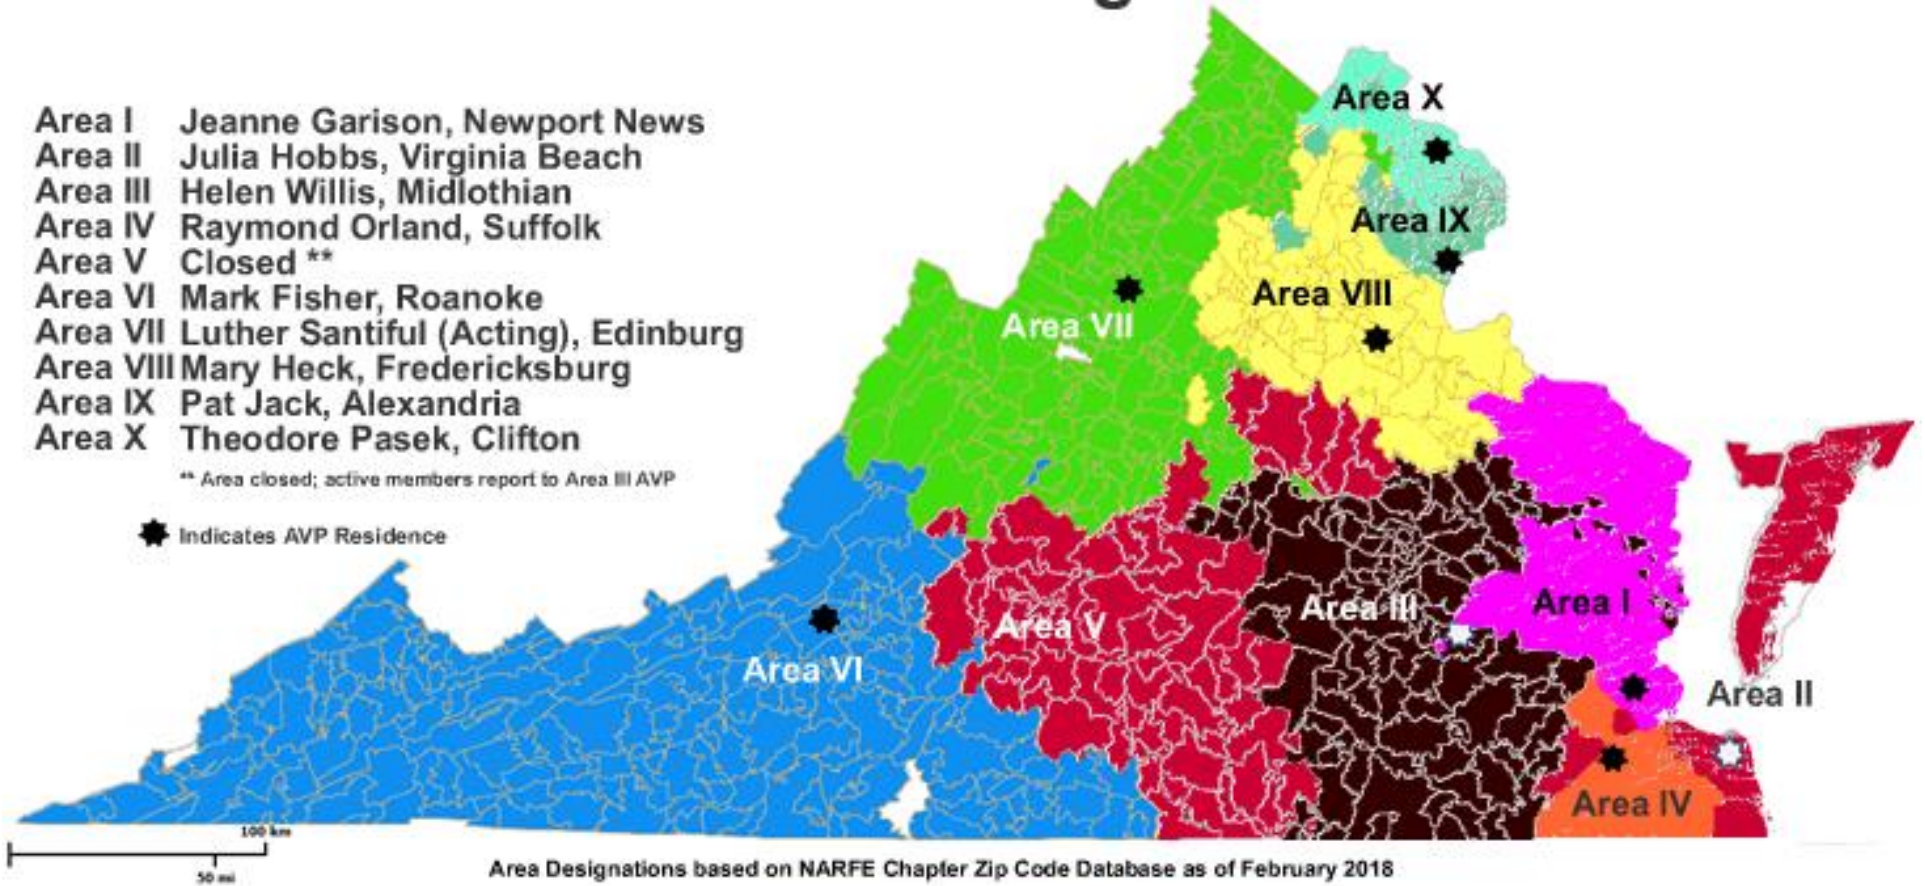 Area I Jeanne Garison, Newport News
Area II Julia Hobbs, Virginia Beach
Area III Helen Willis, Midlothian
Area IV Raymond Orland, Suffolk
Area V Closed **
Area VI Mark Fisher, Roanoke
Area VII Luther Santiful (Acting), Edinburg
Area VIII Mary Heck, Fredericksburg
Area IX Pat Jack, Alexandria
Area X Theodore Pasek, Clifton
** Area closed; active members report to Area III AVP
Indicates AVP Residence
Area X
Area IX
Area VIII
Area VII
Area III
Area I
Area V
Area VI
Area II
Area IV
100 km
50 mi
Area Designations based on NARFE Chapter Zip Code Database as of February 2018